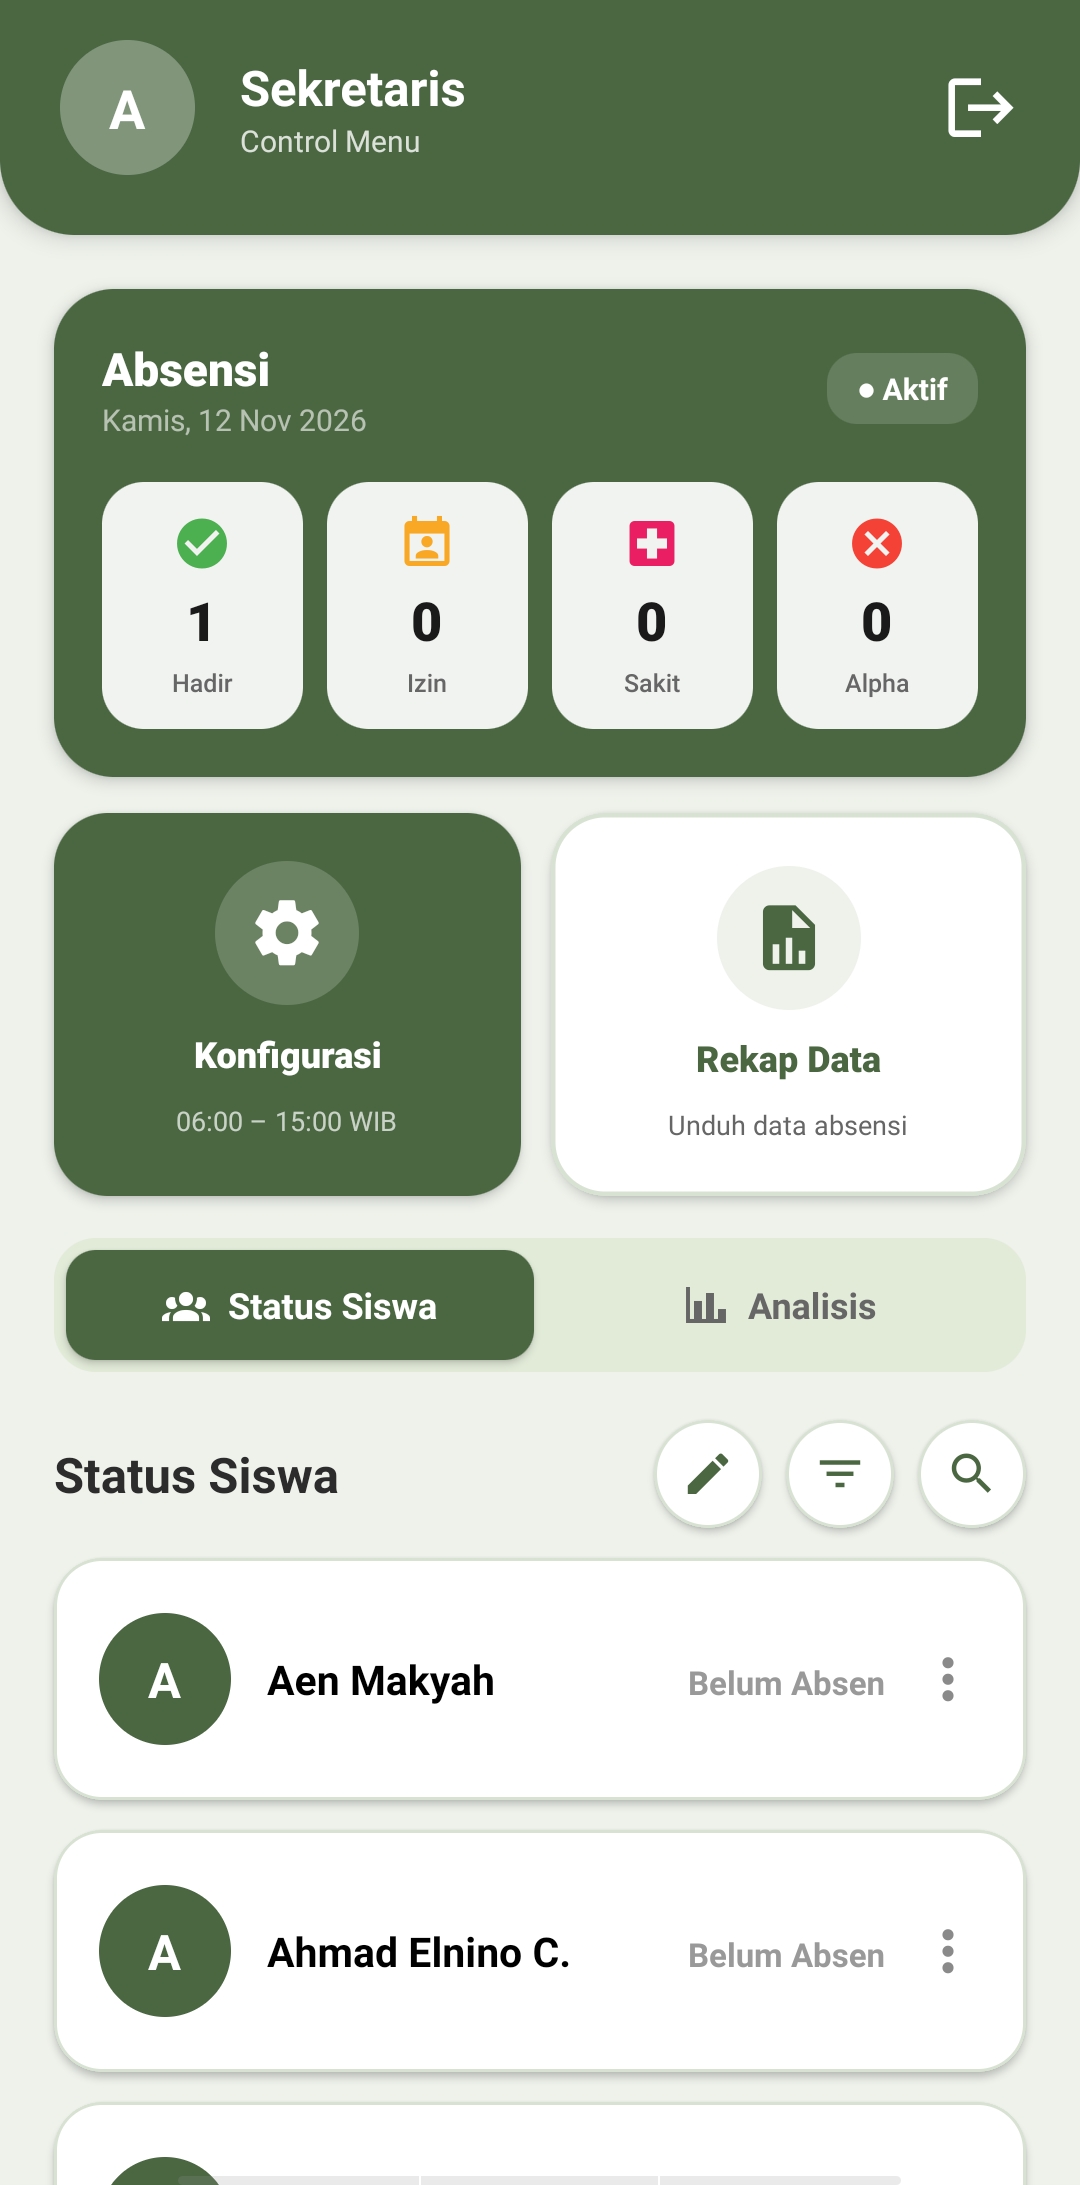 A
Sekretaris
Control Menu
Absensi
Kamis, 12 Nov 2026
● Aktif
1
Hadir
0
Izin
0
Sakit
0
Alpha
Konfigurasi
06:00 – 15:00 WIB
Rekap Data
Unduh data absensi
Status Siswa
Analisis
Status Siswa
A
Aen Makyah
Belum Absen
A
Ahmad Elnino C.
Belum Absen